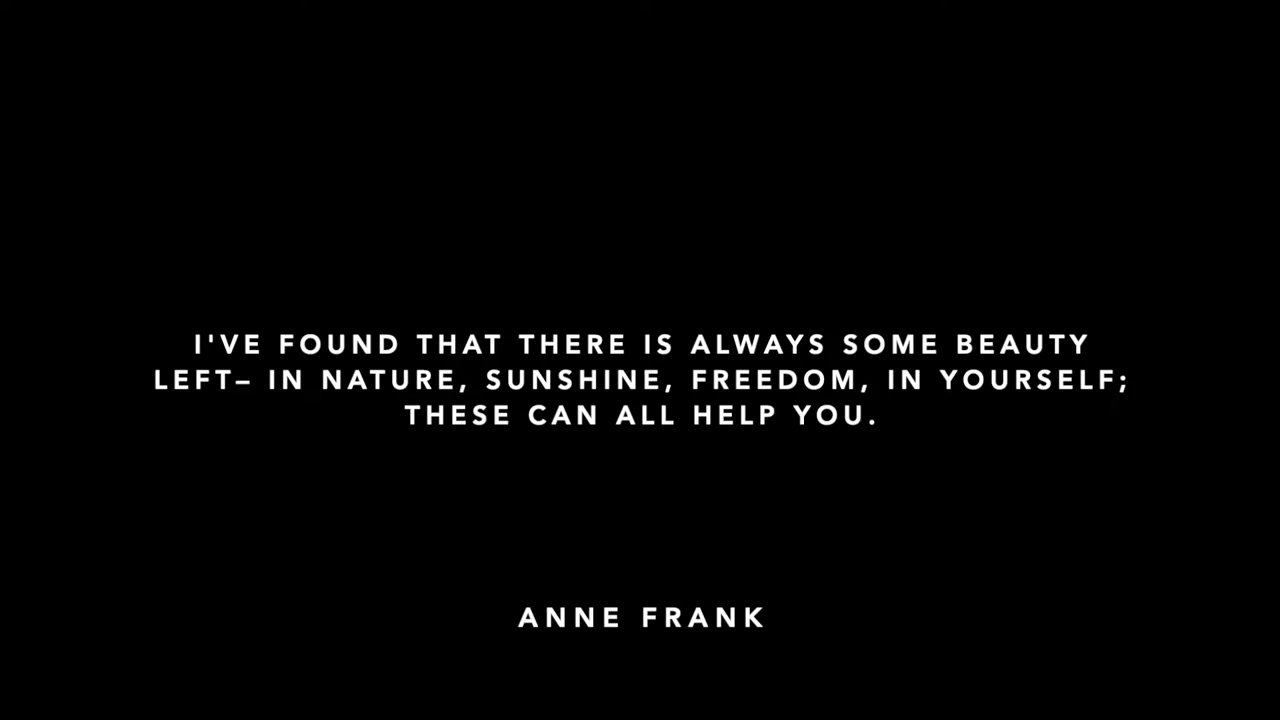 I'VE FOUND THAT THERE IS ALWAYS SOME BEAUTY
LEFT– IN NATURE, SUNSHINE, FREEDOM, IN YOURSELF;
THESE CAN ALL HELP YOU.
ANNE FRANK